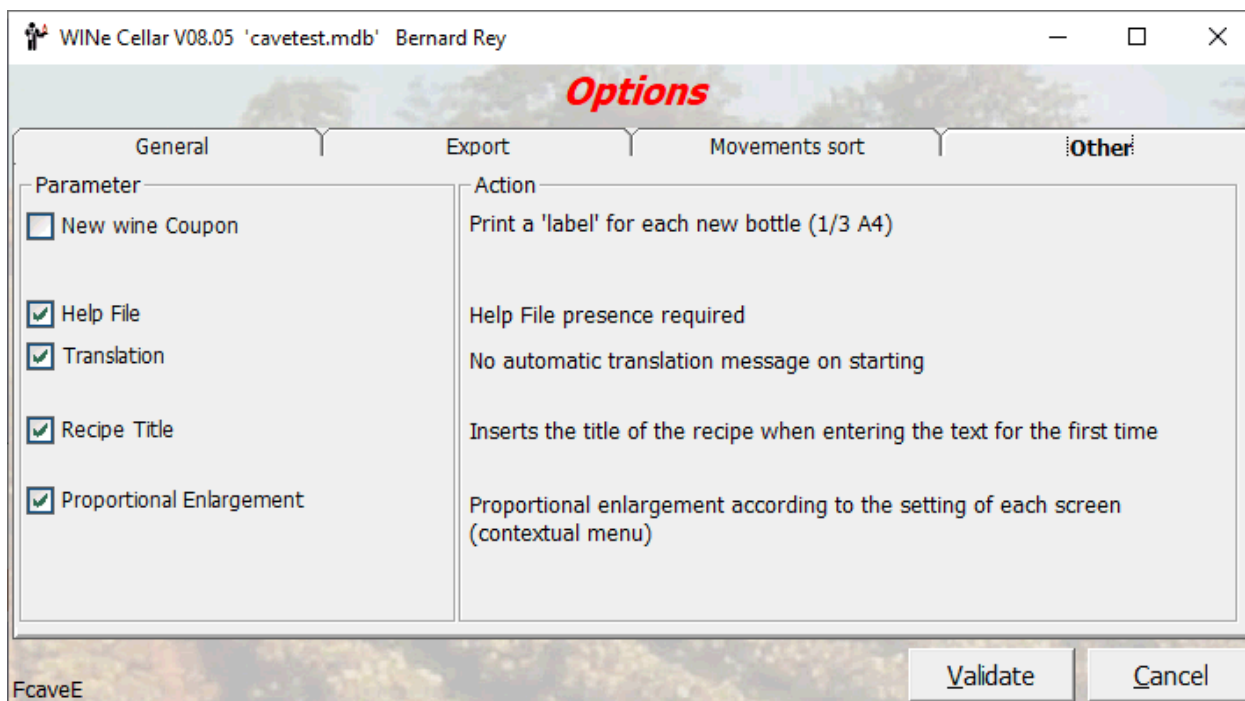 WINe Cellar V08.05 'cavetest.mdb' Bernard Rey
Options
General Export Movements sort Other
Parameter Action
New wine Coupon Print a 'label' for each new bottle (1/3 A4)
Help File Help File presence required
Translation No automatic translation message on starting
Recipe Title Inserts the title of the recipe when entering the text for the first time
Proportional Enlargement Proportional enlargement according to the setting of each screen
(contextual menu)
Validate Cancel
FcaveE